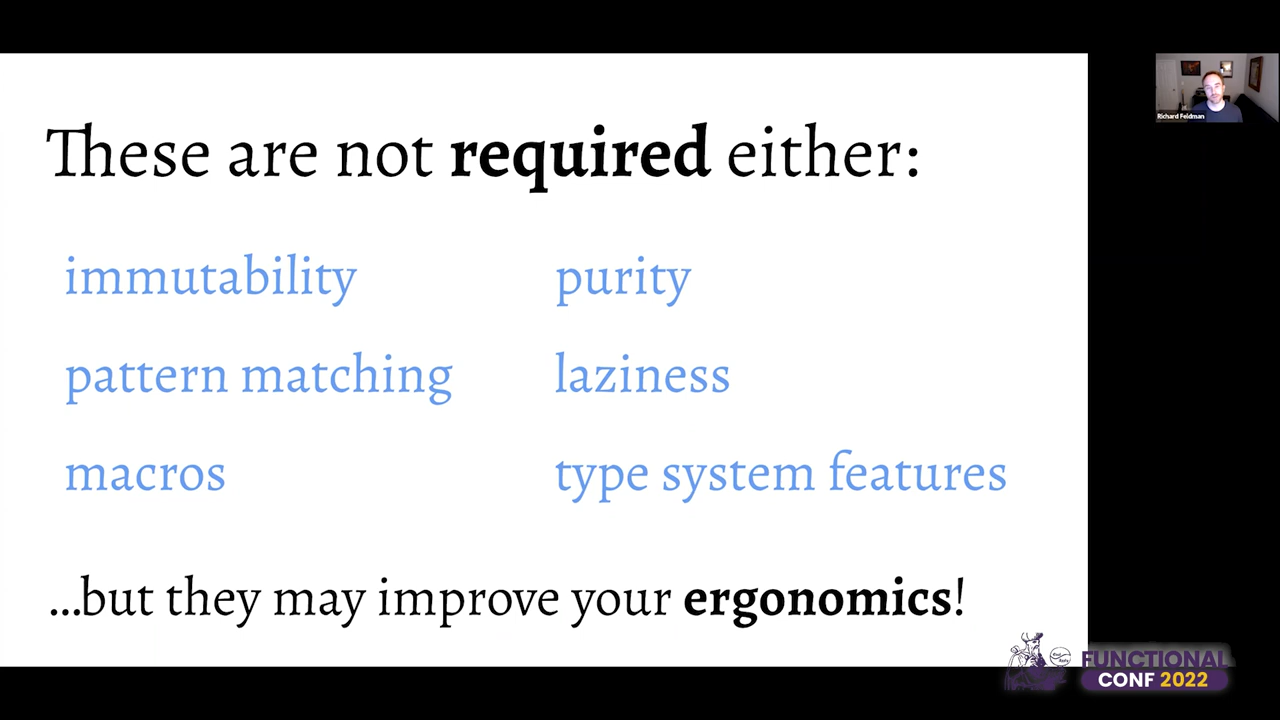 These are not required either:
immutability
purity
pattern matching
laziness
macros
type system features
...but they may improve your ergonomics!
Richard Feldman
FUNCTIONAL
CONF 2022